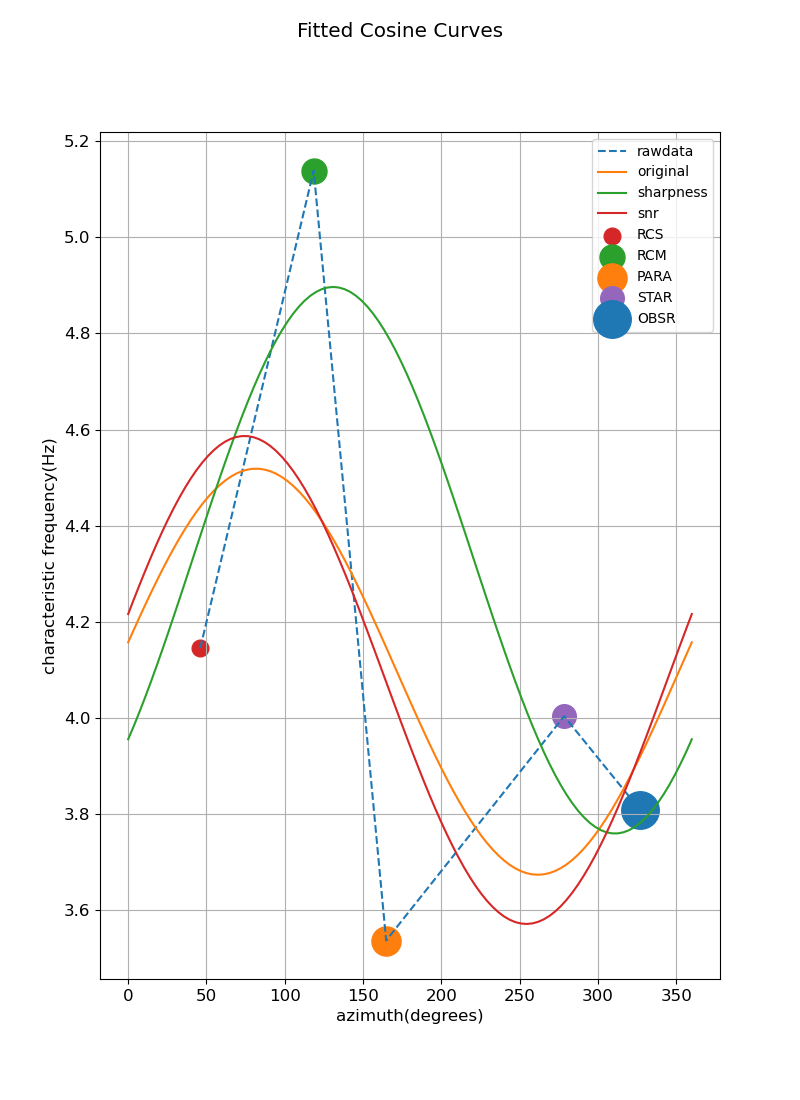 Fitted Cosine Curves
5.2
5.0
4.8
4.6
4.4
4.2
4.0
3.8
3.6
characteristic frequency(Hz)
rawdata
original
sharpness
snr
RCS
RCM
PARA
STAR
OBSR
0 50 100 150 200 250 300 350
azimuth(degrees)